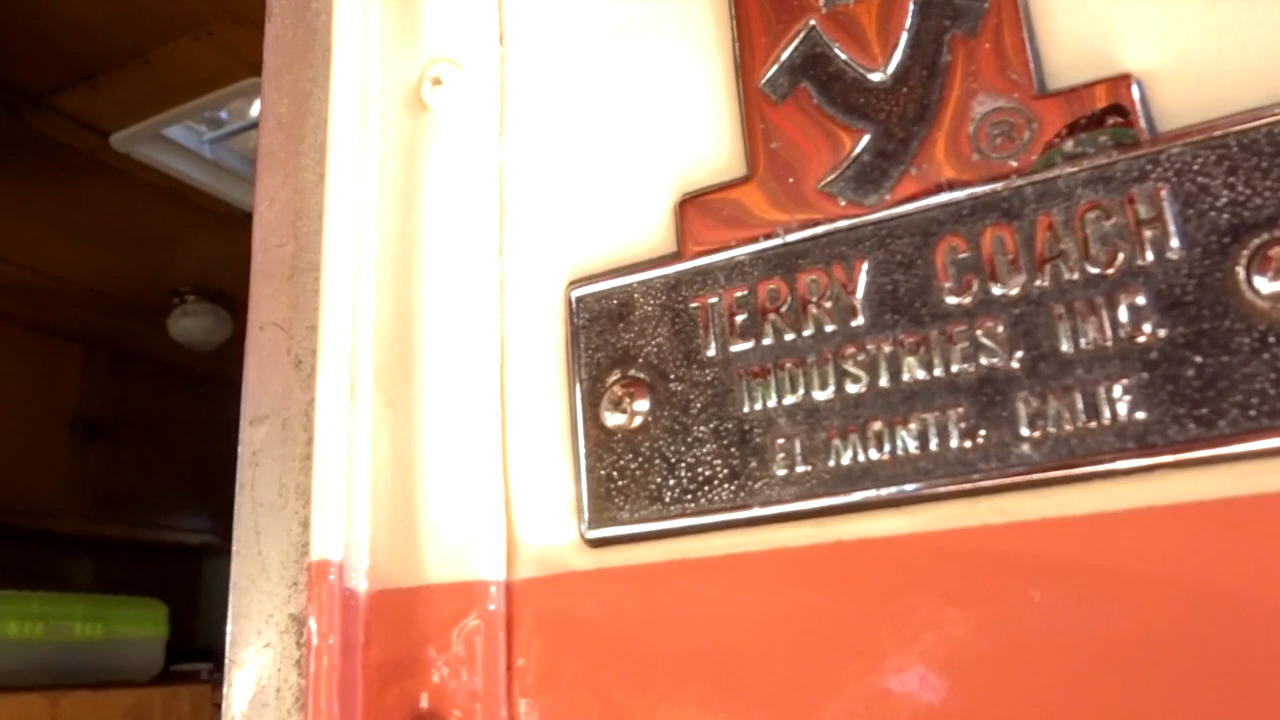 ®
TERRY COACH
INDUSTRIES, INC.
EL MONTE, CALIF.